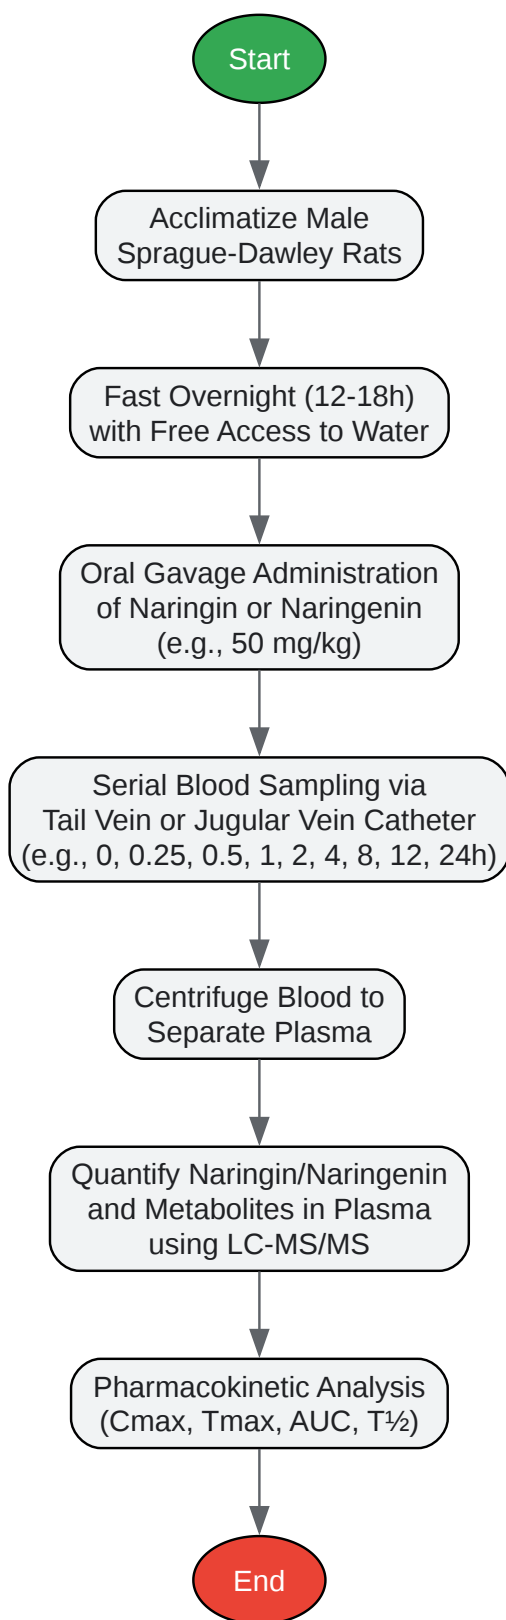 Start
Acclimatize Male
Sprague-Dawley Rats
Fast Overnight (12-18h)
with Free Access to Water
Oral Gavage Administration
of Naringin or Naringenin
(e.g., 50 mg/kg)
Serial Blood Sampling via
Tail Vein or Jugular Vein Catheter
(e.g., 0, 0.25, 0.5, 1, 2, 4, 8, 12, 24h)
Centrifuge Blood to
Separate Plasma
Quantify Naringin/Naringenin
and Metabolites in Plasma
using LC-MS/MS
Pharmacokinetic Analysis
(Cmax, Tmax, AUC, T½)
End